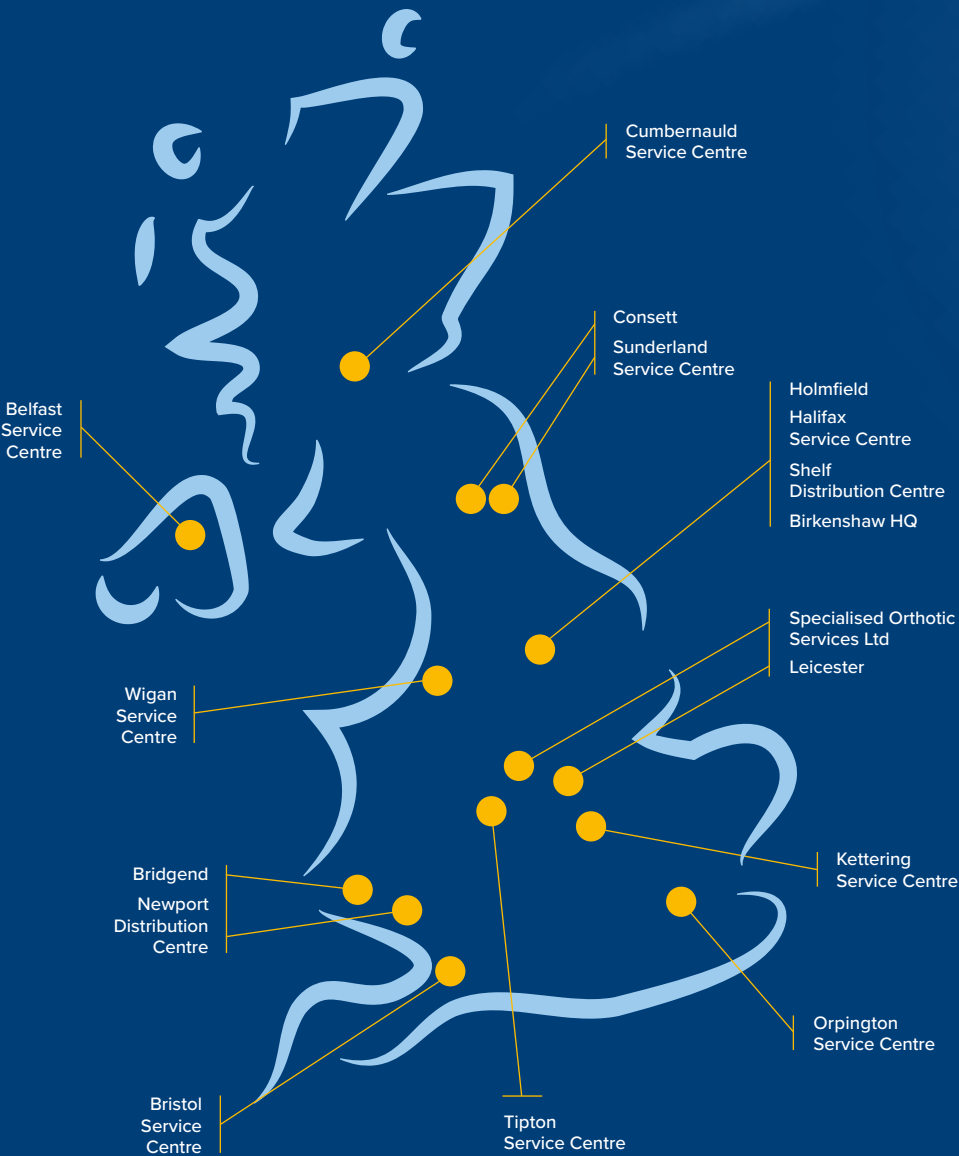 Cumbernauld
Service Centre
Consett
Sunderland
Service Centre
Holmfield
Halifax
Service Centre
Shelf
Distribution Centre
Birkenshaw HQ
Belfast
Service
Centre
Specialised Orthotic
Services Ltd
Leicester
Wigan
Service
Centre
Kettering
Service Centre
Bridgend
Newport
Distribution
Centre
Orpington
Service Centre
Bristol
Service
Centre
Tipton
Service Centre